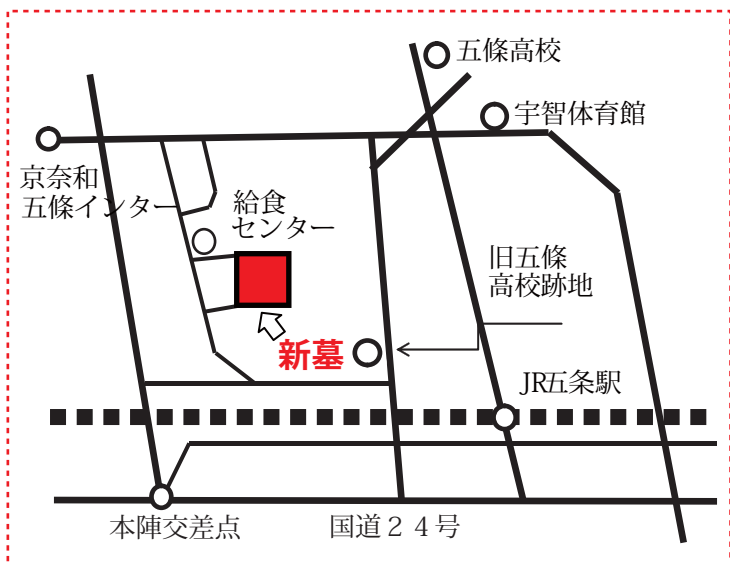 五條高校
宇智体育館
京奈和
五條インター
給食
センター
旧五條
高校跡地
新墓
JR五条駅
本陣交差点
国道２４号